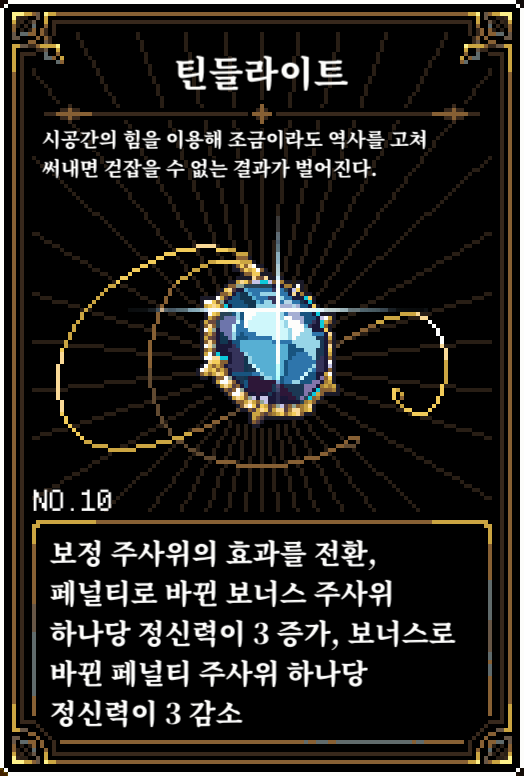 틴들라이트
시공간의 힘을 이용해 조금이라도 역사를 고쳐
써내면 걷잡을 수 없는 결과가 벌어진다.
NO.10
보정 주사위의 효과를 전환,
페널티로 바뀐 보너스 주사위
하나당 정신력이 3 증가, 보너스로
바뀐 페널티 주사위 하나당
정신력이 3 감소